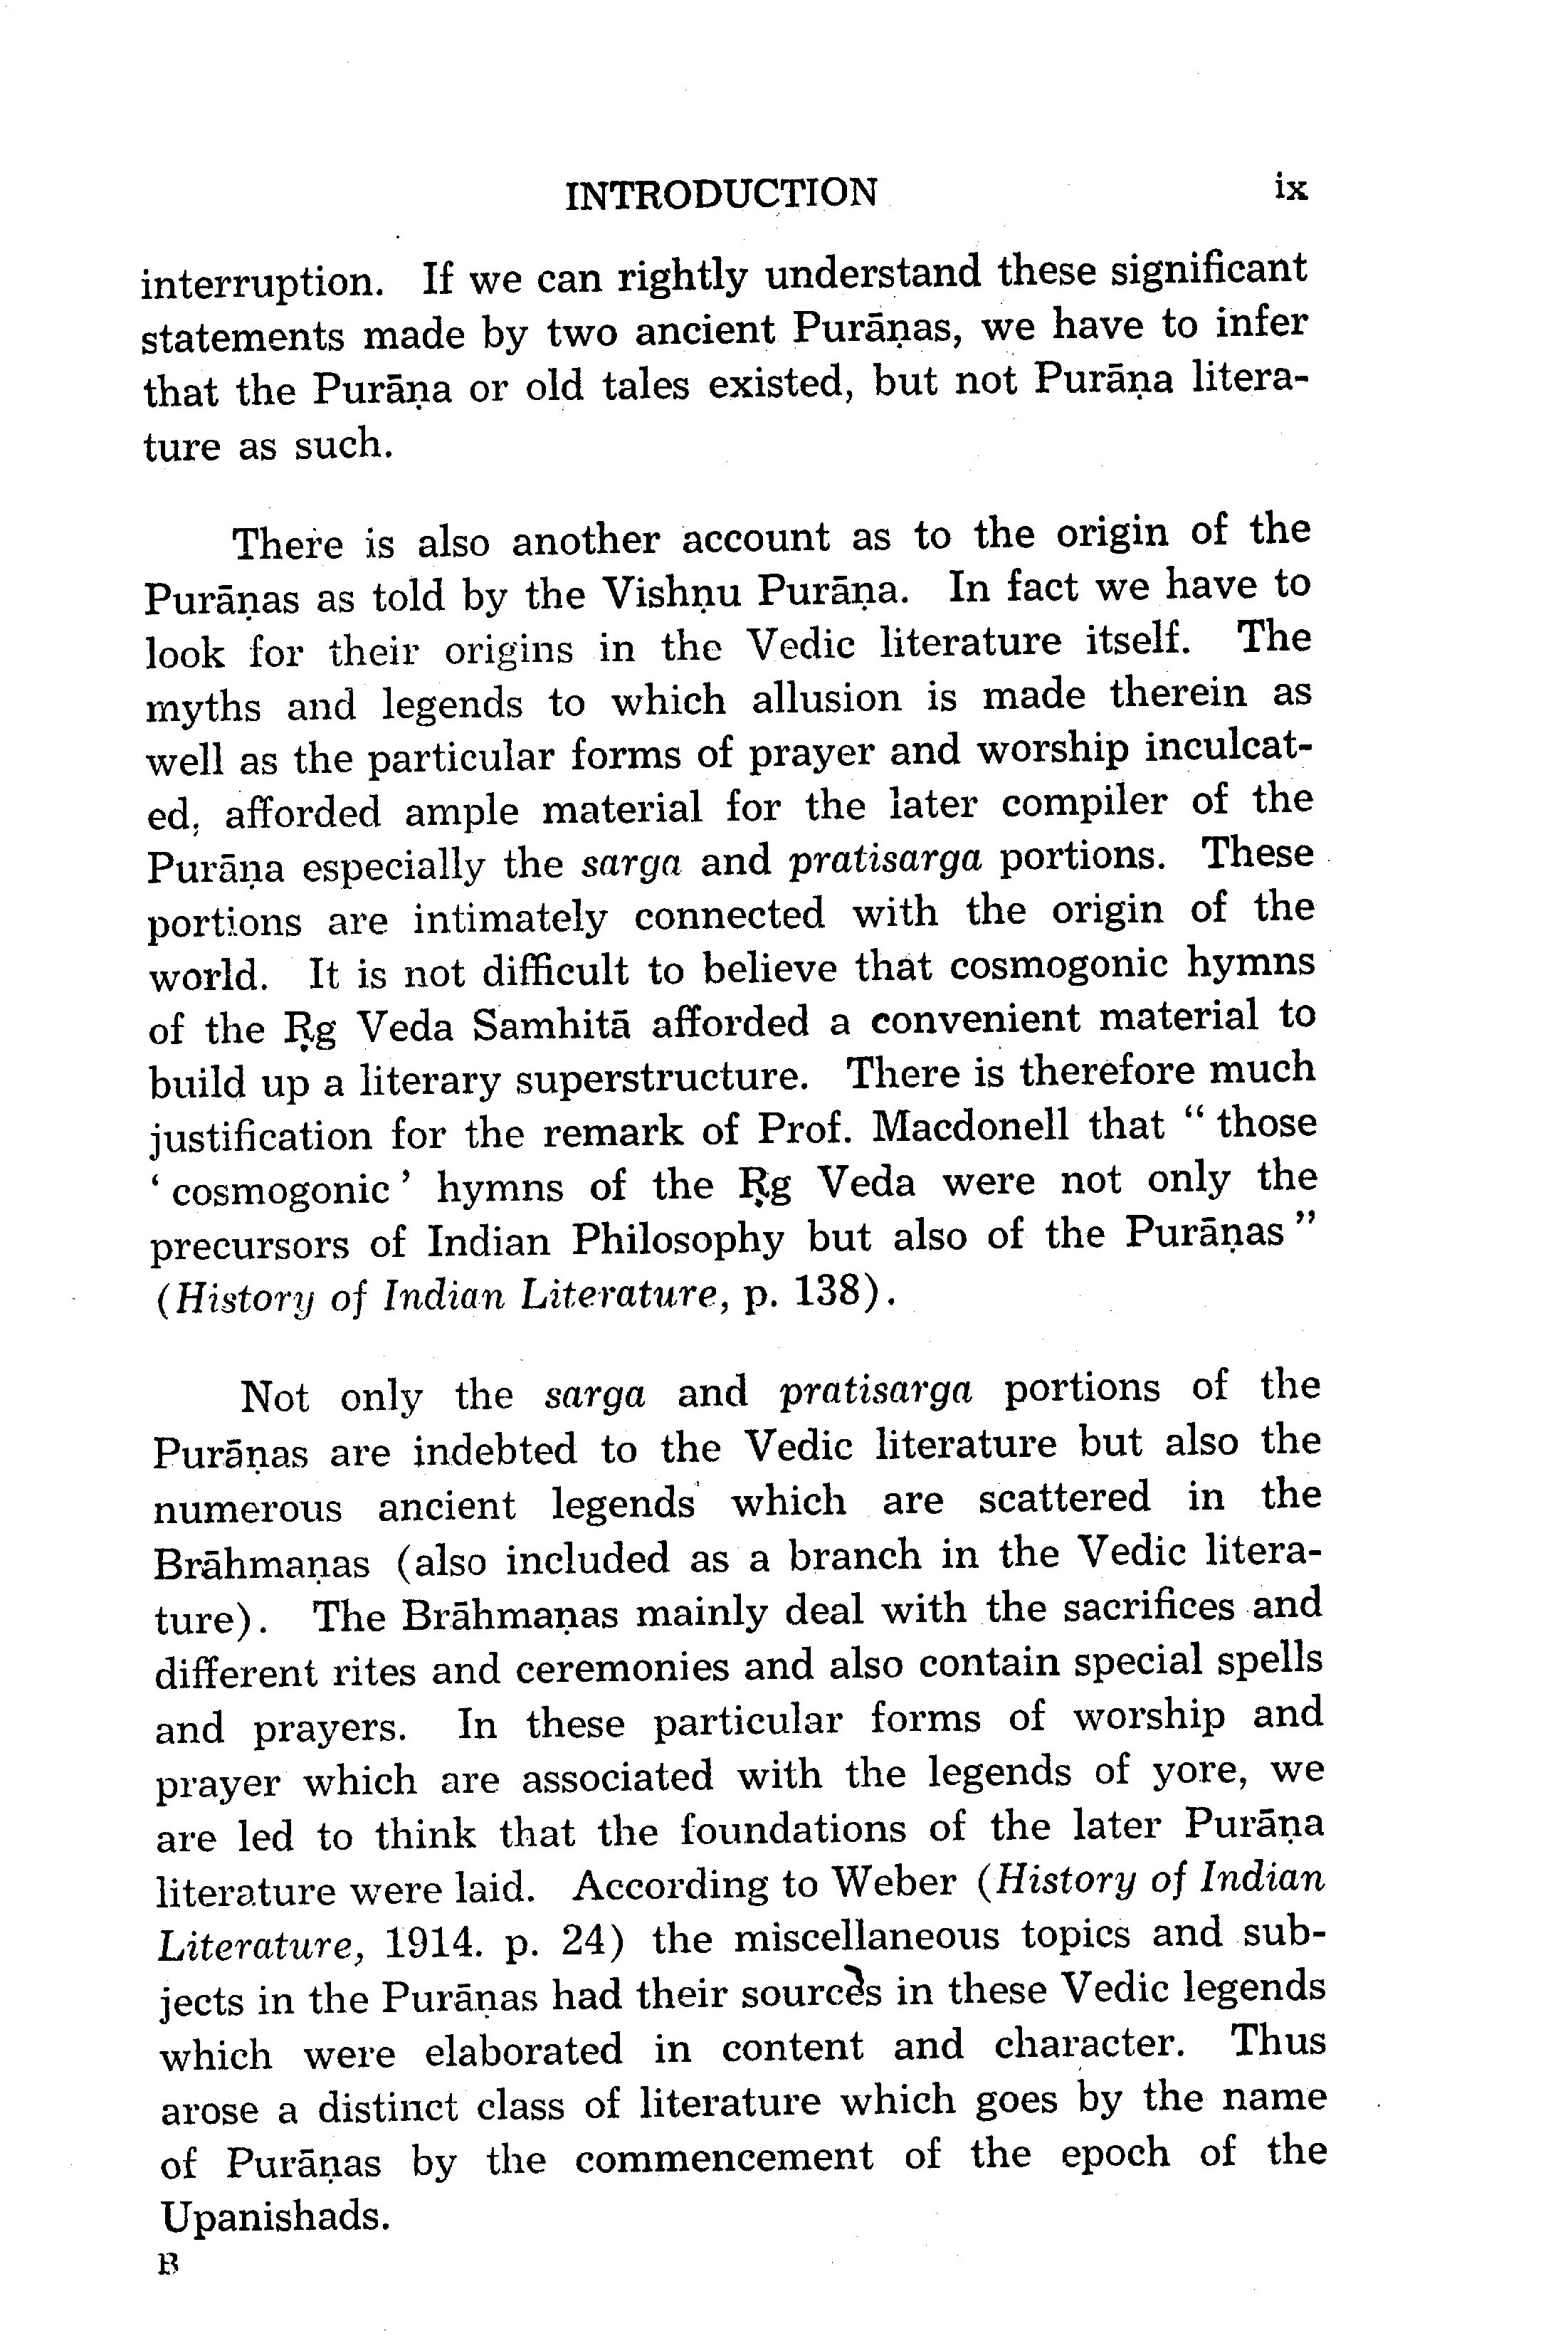 INTRODUCTION ix
interruption. If we can rightly understand these significant
statements made by two ancient Purāṇas, we have to infer
that the Purāṇa or old tales existed, but not Purāṇa litera-
ture as such.
There is also another account as to the origin of the
Purāṇas as told by the Vishṇu Purāṇa. In fact we have to
look for their origins in the Vedic literature itself. The
myths and legends to which allusion is made therein as
well as the particular forms of prayer and worship inculcat-
ed, afforded ample material for the later compiler of the
Purāṇa especially the sarga and pratisarga portions. These
portions are intimately connected with the origin of the
world. It is not difficult to believe that cosmogonic hymns
of the Ṛg Veda Samhitā afforded a convenient material to
build up a literary superstructure. There is therefore much
justification for the remark of Prof. Macdonell that “ those
‘ cosmogonic ’ hymns of the Ṛg Veda were not only the
precursors of Indian Philosophy but also of the Purāṇas ”
(History of Indian Literature, p. 138).
Not only the sarga and pratisarga portions of the
Purāṇas are indebted to the Vedic literature but also the
numerous ancient legends which are scattered in the
Brāhmaṇas (also included as a branch in the Vedic litera-
ture). The Brāhmaṇas mainly deal with the sacrifices and
different rites and ceremonies and also contain special spells
and prayers. In these particular forms of worship and
prayer which are associated with the legends of yore, we
are led to think that the foundations of the later Purāṇa
literature were laid. According to Weber (History of Indian
Literature, 1914. p. 24) the miscellaneous topics and sub-
jects in the Purāṇas had their sources in these Vedic legends
which were elaborated in content and character. Thus
arose a distinct class of literature which goes by the name
of Purāṇas by the commencement of the epoch of the
Upanishads.
B